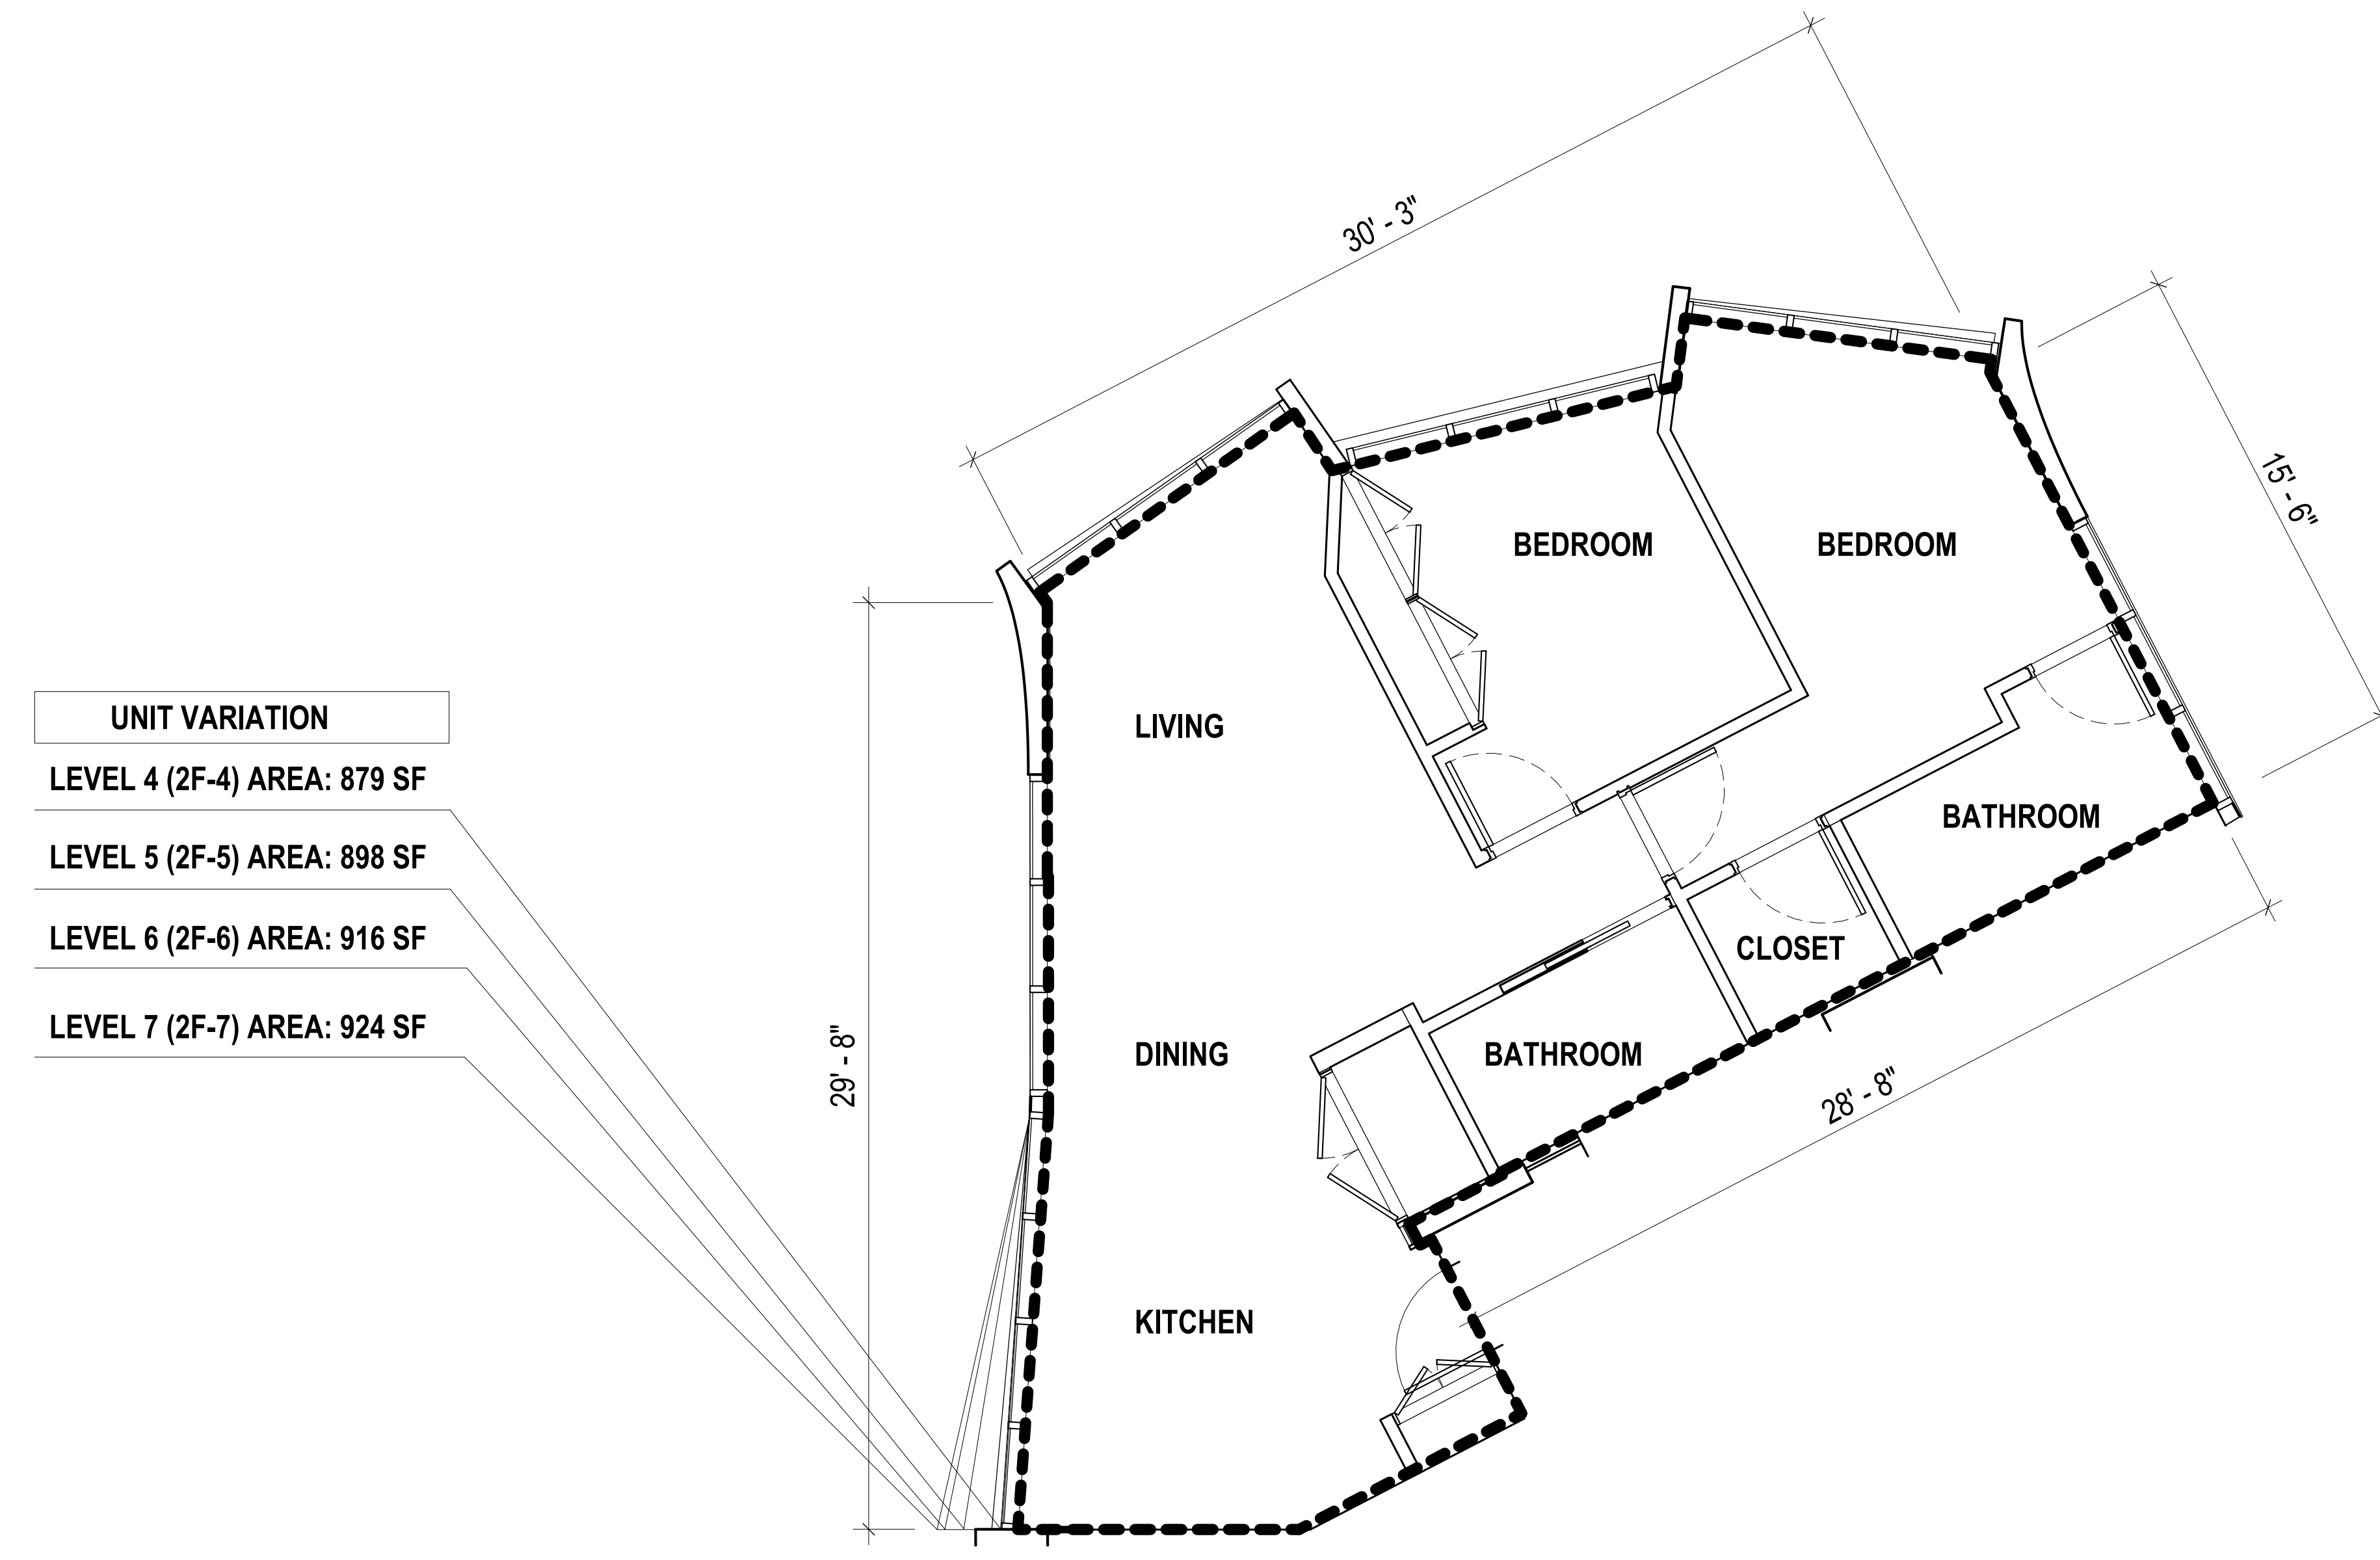 30' - 3"
15' - 6"
BEDROOM
BEDROOM
UNIT VARIATION
LIVING
LEVEL 4 (2F-4) AREA: 879 SF
BATHROOM
LEVEL 5 (2F-5) AREA: 898 SF
LEVEL 6 (2F-6) AREA: 916 SF
CLOSET
LEVEL 7 (2F-7) AREA: 924 SF
29' - 8"
DINING
BATHROOM
28' - 8"
KITCHEN